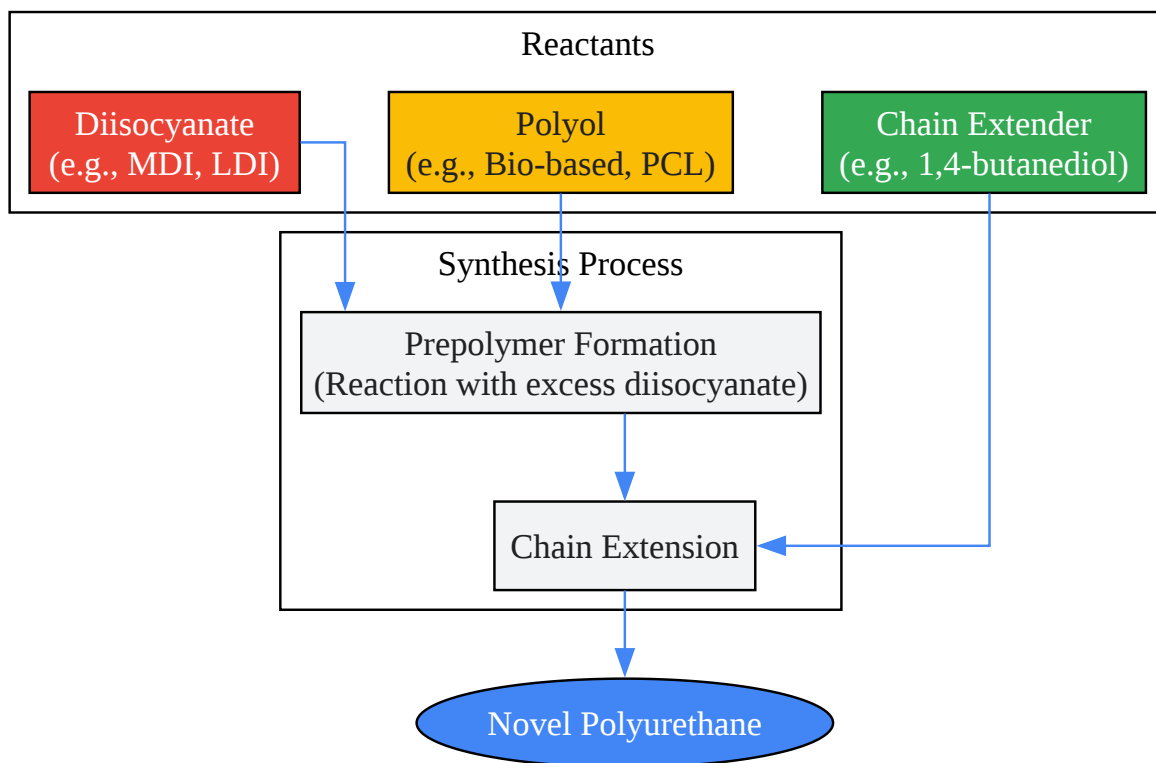 Reactants
Diisocyanate
(e.g., MDI, LDI)
Polyol
(e.g., Bio-based, PCL)
Chain Extender
(e.g., 1,4-butanediol)
Synthesis Process
Prepolymer Formation
(Reaction with excess diisocyanate)
Chain Extension
Novel Polyurethane